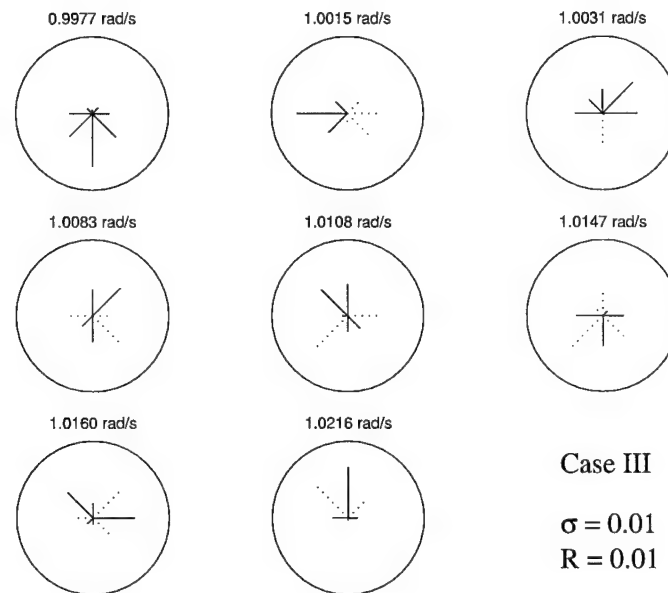 0.9977 rad/s
1.0015 rad/s
1.0031 rad/s
1.0083 rad/s
1.0108 rad/s
1.0147 rad/s
1.0160 rad/s
1.0216 rad/s
Case III
σ = 0.01
R = 0.01